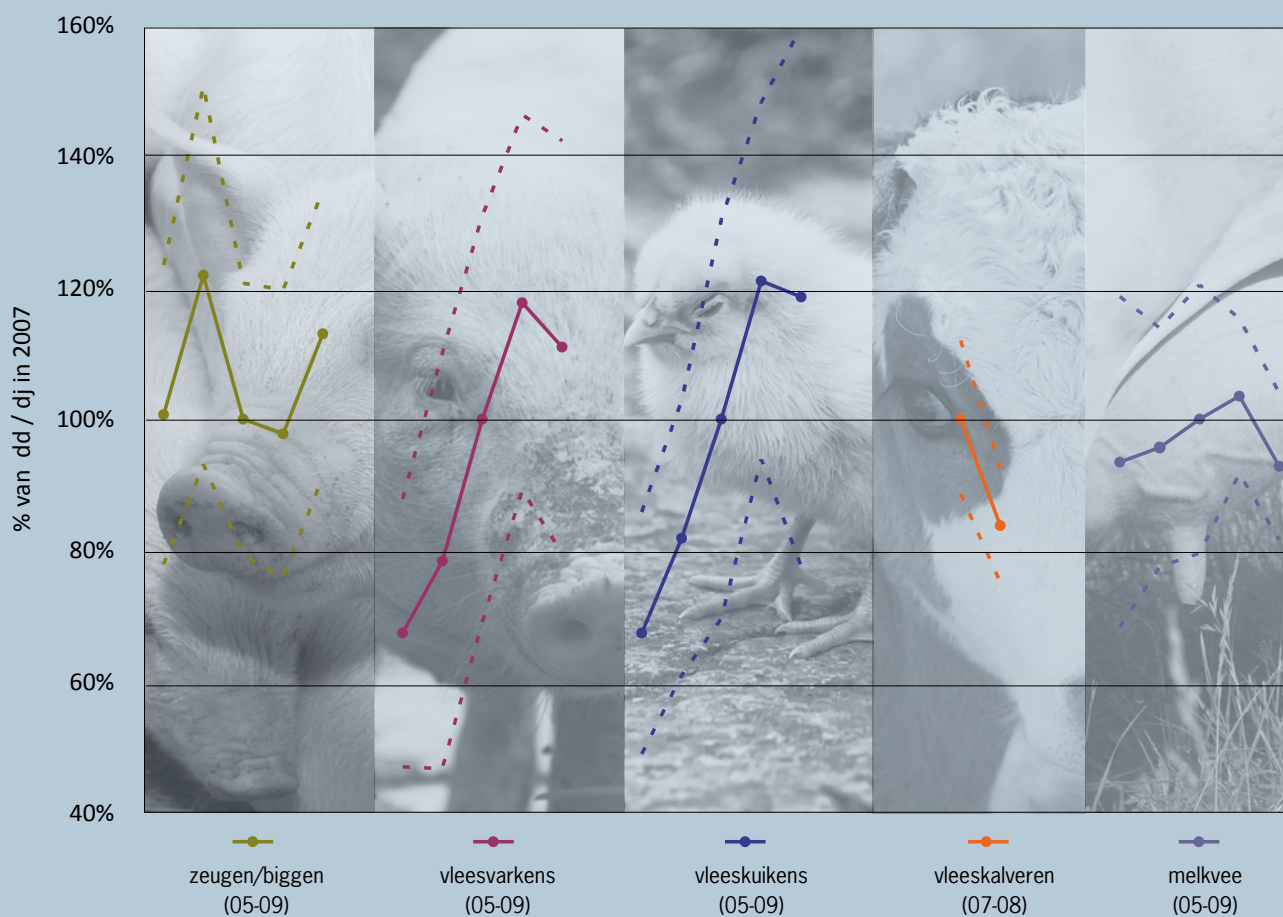 160%
140%
120%
100%
80%
60%
40%
% van dd / dj in 2007
zeugen/biggen
(05-09)
vleesvarkens
(05-09)
vleeskuikens
(05-09)
vleeskalveren
(07-08)
melkvee
(05-09)